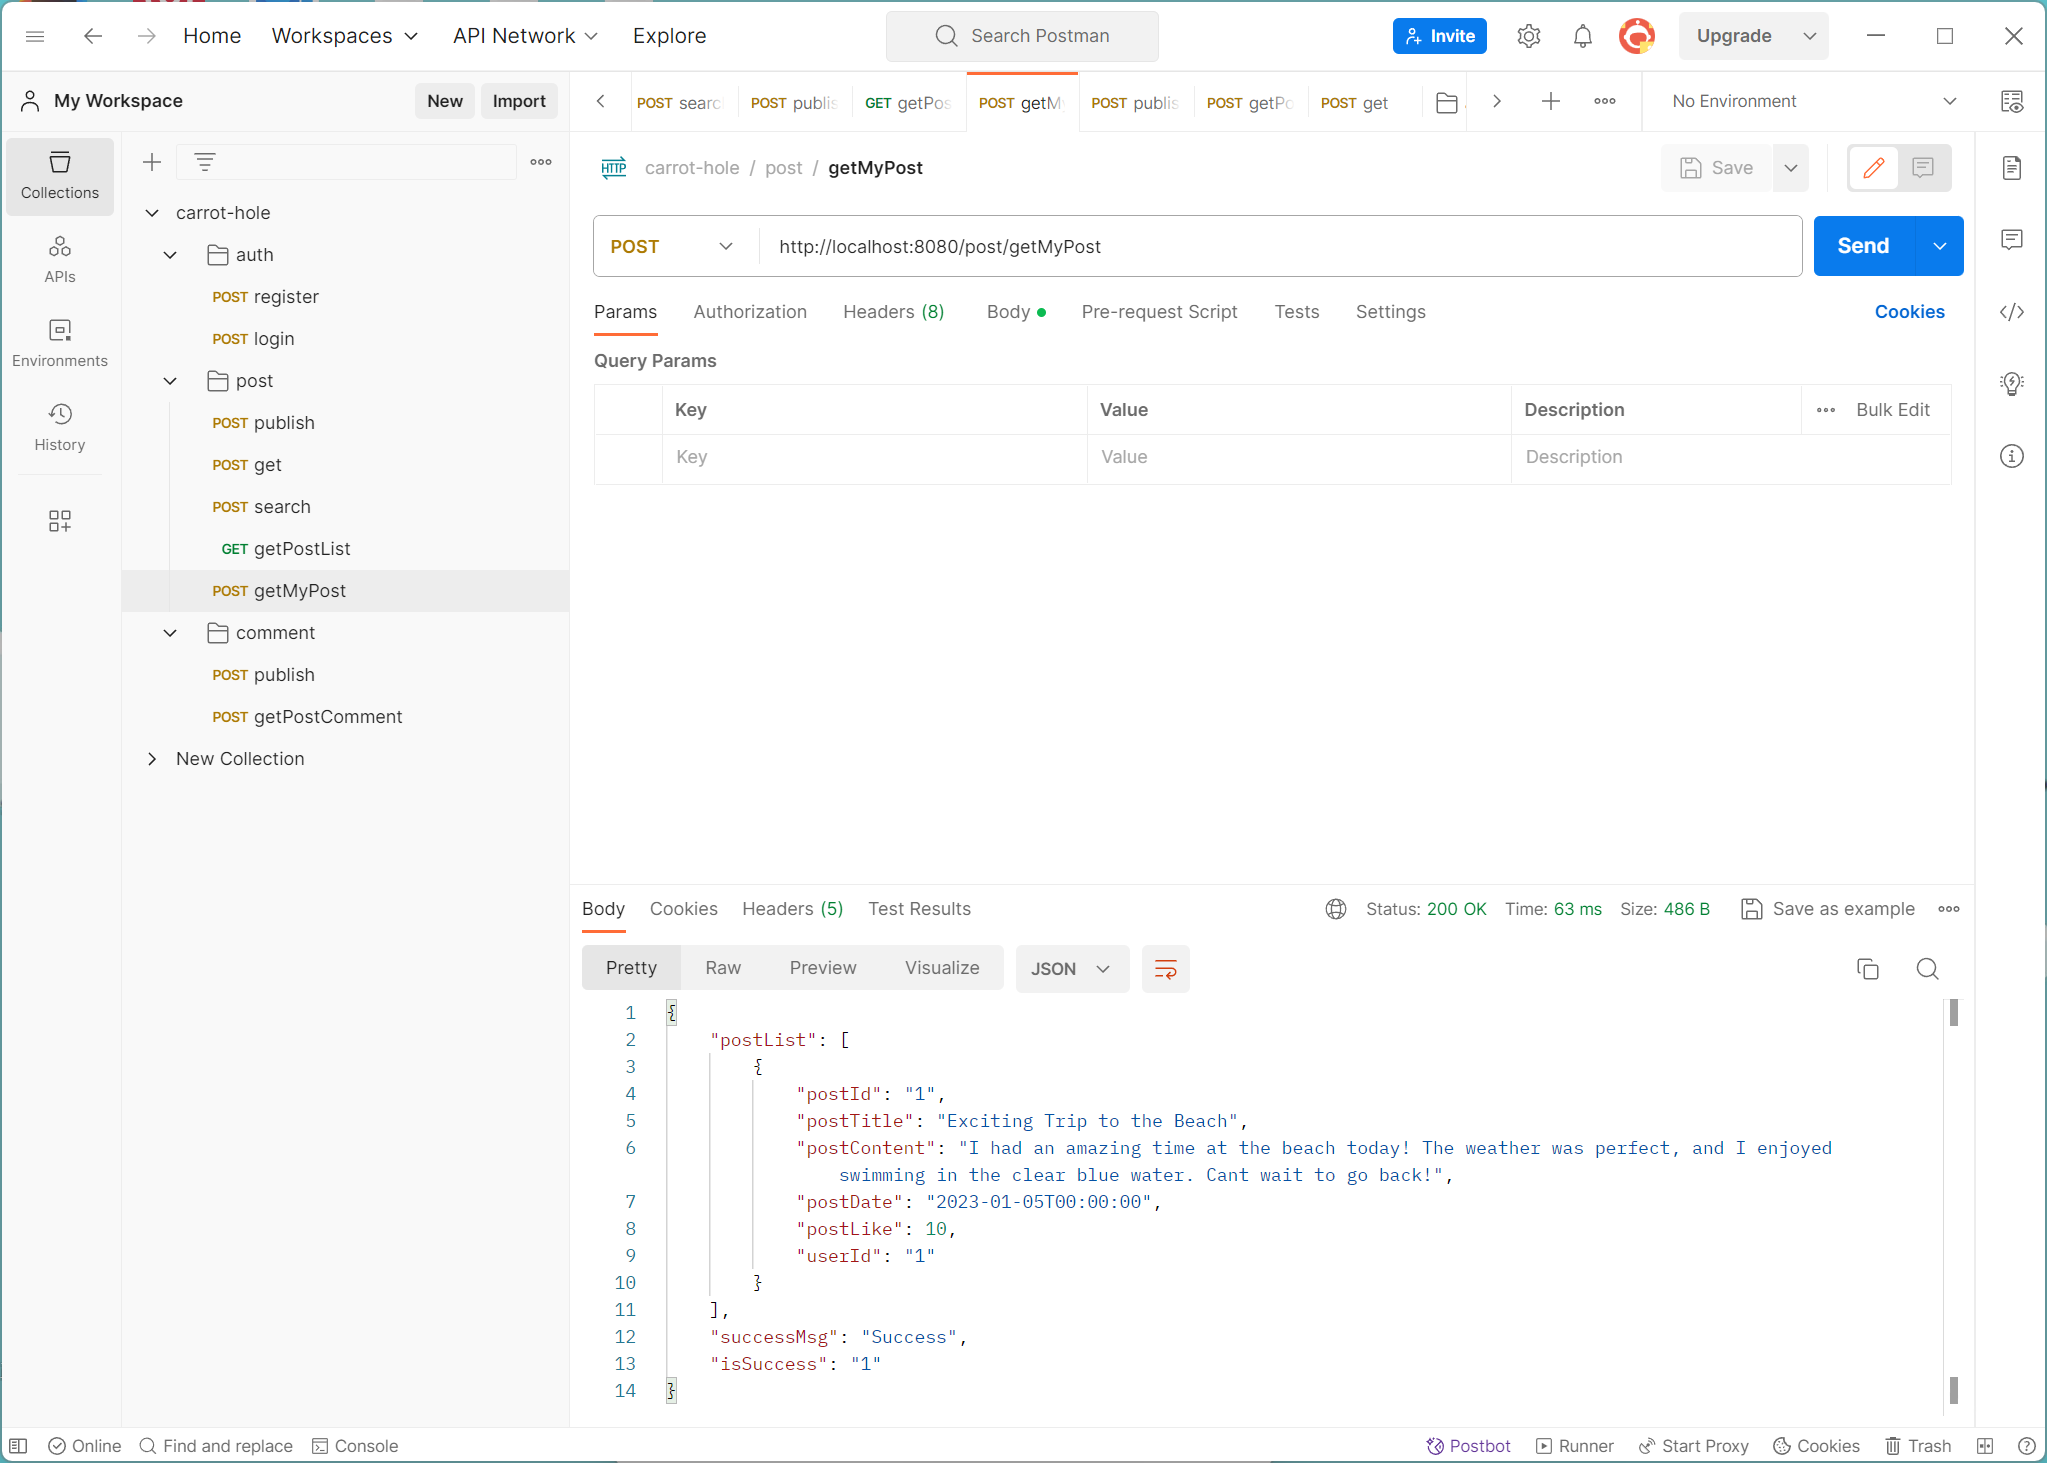 Home Workspaces API Network Explore Search Postman Invite Upgrade
My Workspace New Import
POST searc POST publis GET getPos POST getM POST publis POST getPo POST get No Environment
Collections
APIs
Environments
History
carrot-hole
auth
POST register
POST login
post
POST publish
POST get
POST search
GET getPostList
POST getMyPost
comment
POST publish
POST getPostComment
New Collection
HTTP carrot-hole / post / getMyPost Save
POST http://localhost:8080/post/getMyPost Send
Params Authorization Headers (8) Body Pre-request Script Tests Settings Cookies
Query Params
Key Value Description Bulk Edit
Key Value Description
Body Cookies Headers (5) Test Results Status: 200 OK Time: 63 ms Size: 486 B Save as example
Pretty Raw Preview Visualize JSON
1 {
2 "postList": [
3 {
4 "postId": "1",
5 "postTitle": "Exciting Trip to the Beach",
6 "postContent": "I had an amazing time at the beach today! The weather was perfect, and I enjoyed
swimming in the clear blue water. Cant wait to go back!",
7 "postDate": "2023-01-05T00:00:00",
8 "postLike": 10,
9 "userId": "1"
10 }
11 ],
12 "successMsg": "Success",
13 "isSuccess": "1"
14 }
Online Find and replace Console Postbot Runner Start Proxy Cookies Trash